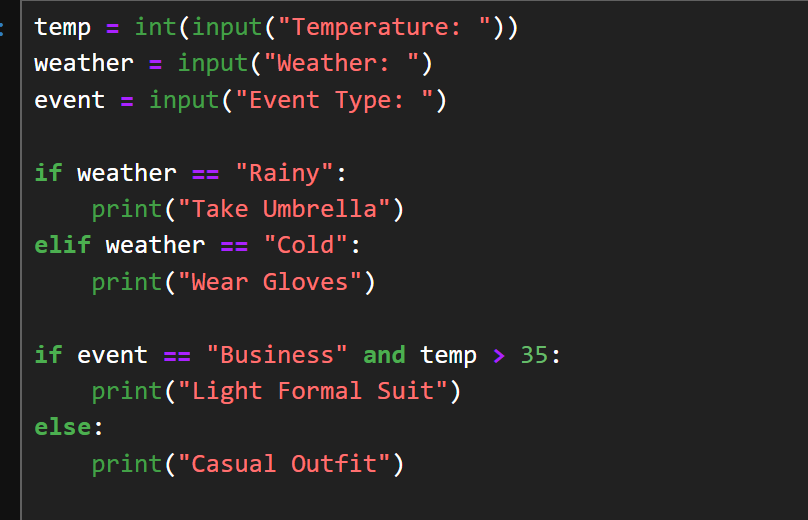 temp = int(input("Temperature: "))
weather = input("Weather: ")
event = input("Event Type: ")

if weather == "Rainy":
    print("Take Umbrella")
elif weather == "Cold":
    print("Wear Gloves")

if event == "Business" and temp > 35:
    print("Light Formal Suit")
else:
    print("Casual Outfit")